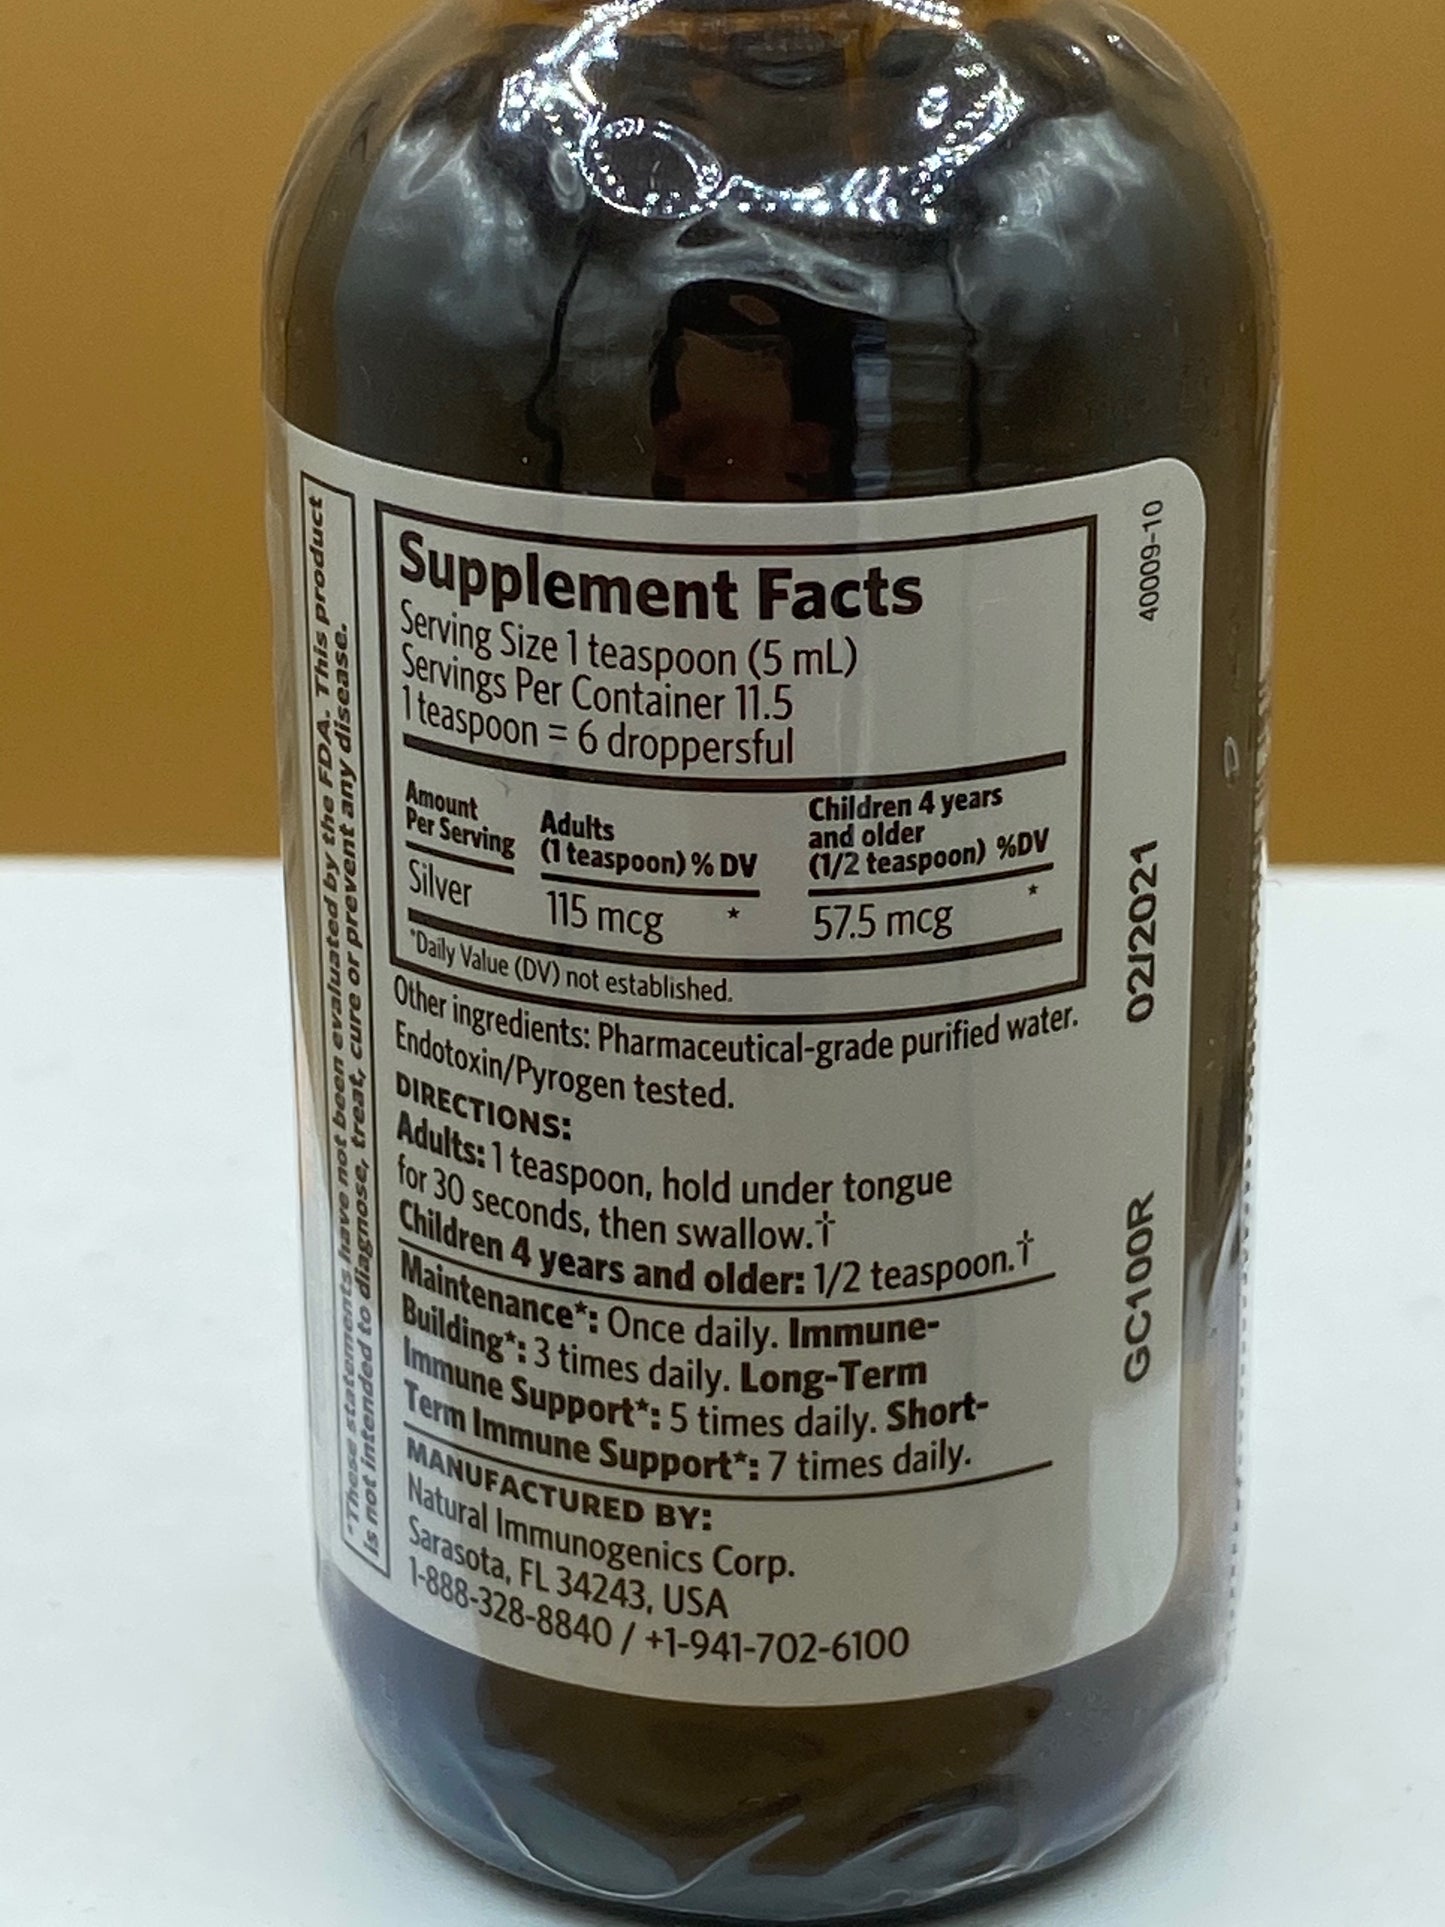 *These statements have not been evaluated by the FDA. This product
is not intended to diagnose, treat, cure or prevent any disease.
Supplement Facts
Serving Size 1 teaspoon (5 mL)
Servings Per Container 11.5
1 teaspoon = 6 droppersful
Amount
Per Serving
Adults
(1 teaspoon) % DV
Children 4 years
and older
(1/2 teaspoon) %DV
Silver 115 mcg * 57.5 mcg *
*Daily Value (DV) not established.
Other ingredients: Pharmaceutical-grade purified water.
Endotoxin/Pyrogen tested.
DIRECTIONS:
Adults: 1 teaspoon, hold under tongue
for 30 seconds, then swallow.†
Children 4 years and older: 1/2 teaspoon.†
Maintenance*: Once daily. Immune-
Building*: 3 times daily. Long-Term
Immune Support*: 5 times daily. Short-
Term Immune Support*: 7 times daily.
MANUFACTURED BY:
Natural Immunogenics Corp.
Sarasota, FL 34243, USA
1-888-328-8840 / +1-941-702-6100
40009-10
02/2021
GC100R